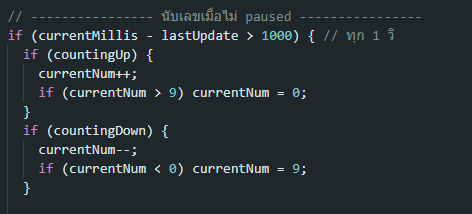 // ---------------- นับเลขเมื่อไม่ paused ----------------
if (currentMillis - lastUpdate > 1000) { // ทุก 1 วิ
  if (countingUp) {
    currentNum++;
    if (currentNum > 9) currentNum = 0;
  }
  if (countingDown) {
    currentNum--;
    if (currentNum < 0) currentNum = 9;
  }